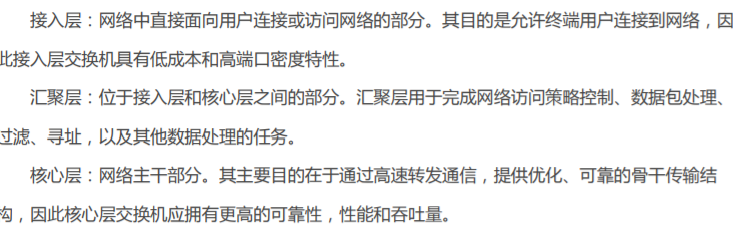 接入层：网络中直接面向用户连接或访问网络的部分。其目的是允许终端用户连接到网络，因
此接入层交换机具有低成本和高端口密度特性。
汇聚层：位于接入层和核心层之间的部分。汇聚层用于完成网络访问策略控制、数据包处理、
过滤、寻址，以及其他数据处理的任务。
核心层：网络主干部分。其主要目的在于通过高速转发通信，提供优化、可靠的骨干传输结
构，因此核心层交换机应拥有更高的可靠性，性能和吞吐量。